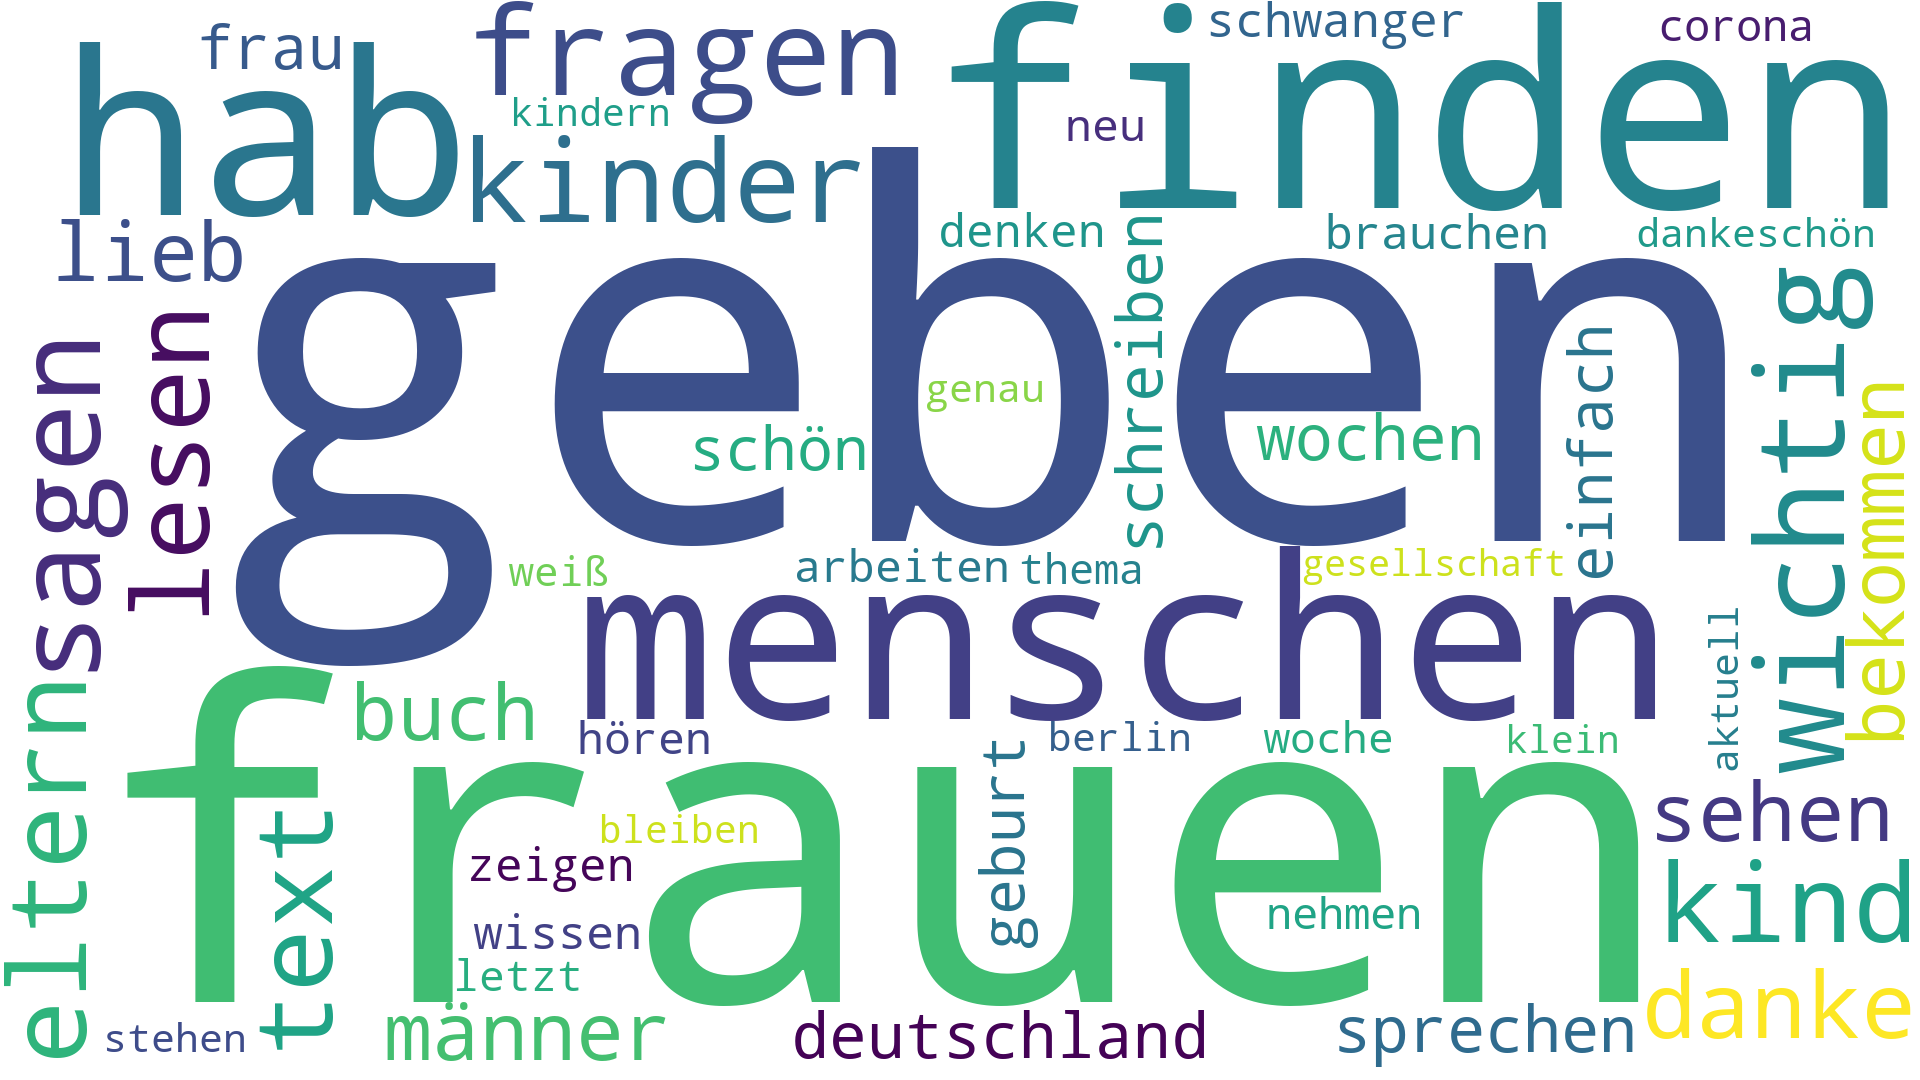 frau
fragen
finden
schwanger
corona
hab
kindern
neu
kinder
lieb
denken
schreiben
brauchen
dankeschön
geben
wichtig
sagen
lesen
genau
schön
wochen
einfach
bekommen
weiß
arbeiten
thema
gesellschaft
menschen
aktuell
eltern
buch
hören
berlin
woche
klein
frauen
geburt
text
bleiben
zeigen
sehen
kind
wissen
nehmen
letzt
stehen
männer
deutschland
sprechen
danke